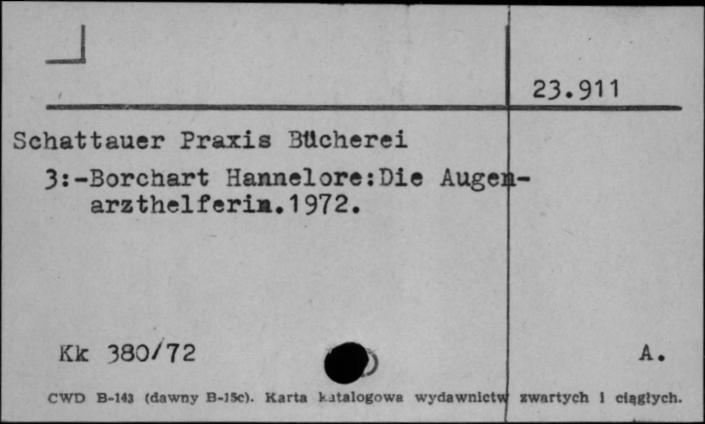 23.911
Schattauer Praxis Bücherei
3:-Borchart Hannelore:Die Augen-
arzthelferin.1972.
Kk 380/72
A.
CWD B-143 (dawny B-15c). Karta katalogowa wydawnictw zwartych i ciągłych.